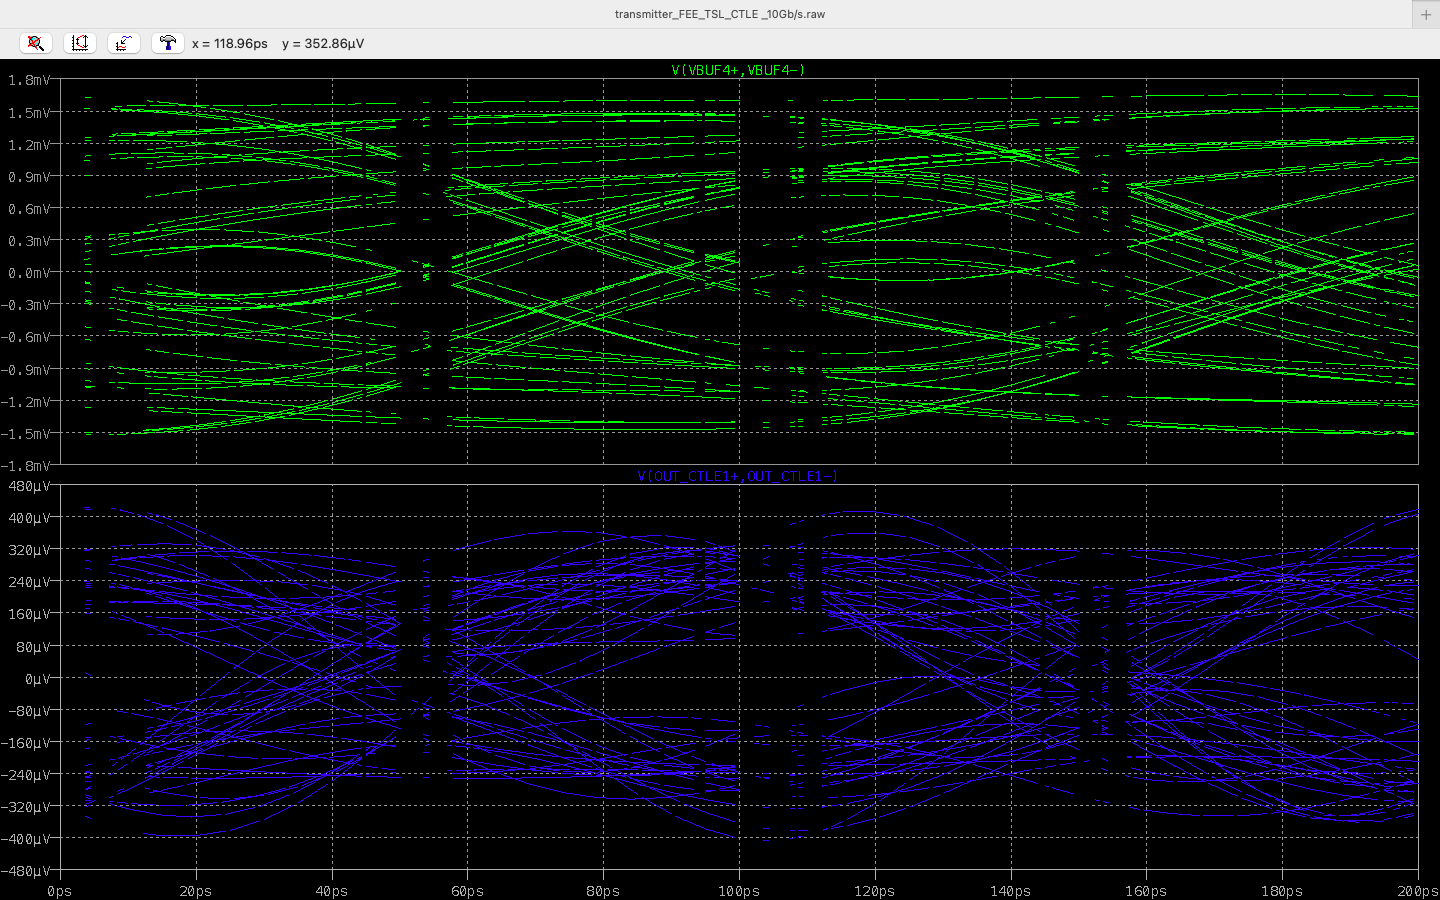 transmitter_FEE_TSL_CTLE _10Gb/s.raw
+
x = 118.96ps y = 352.86µV
V(VBUF4+,VBUF4-)
1.8mV
1.5mV
1.2mV
0.9mV
0.6mV
0.3mV
0.0mV
-0.3mV
-0.6mV
-0.9mV
-1.2mV
-1.5mV
-1.8mV
V(OUT_CTLE1+,OUT_CTLE1-)
480µV
400µV
320µV
240µV
160µV
80µV
0µV
-80µV
-160µV
-240µV
-320µV
-400µV
-480µV
0ps 20ps 40ps 60ps 80ps 100ps 120ps 140ps 160ps 180ps 200ps